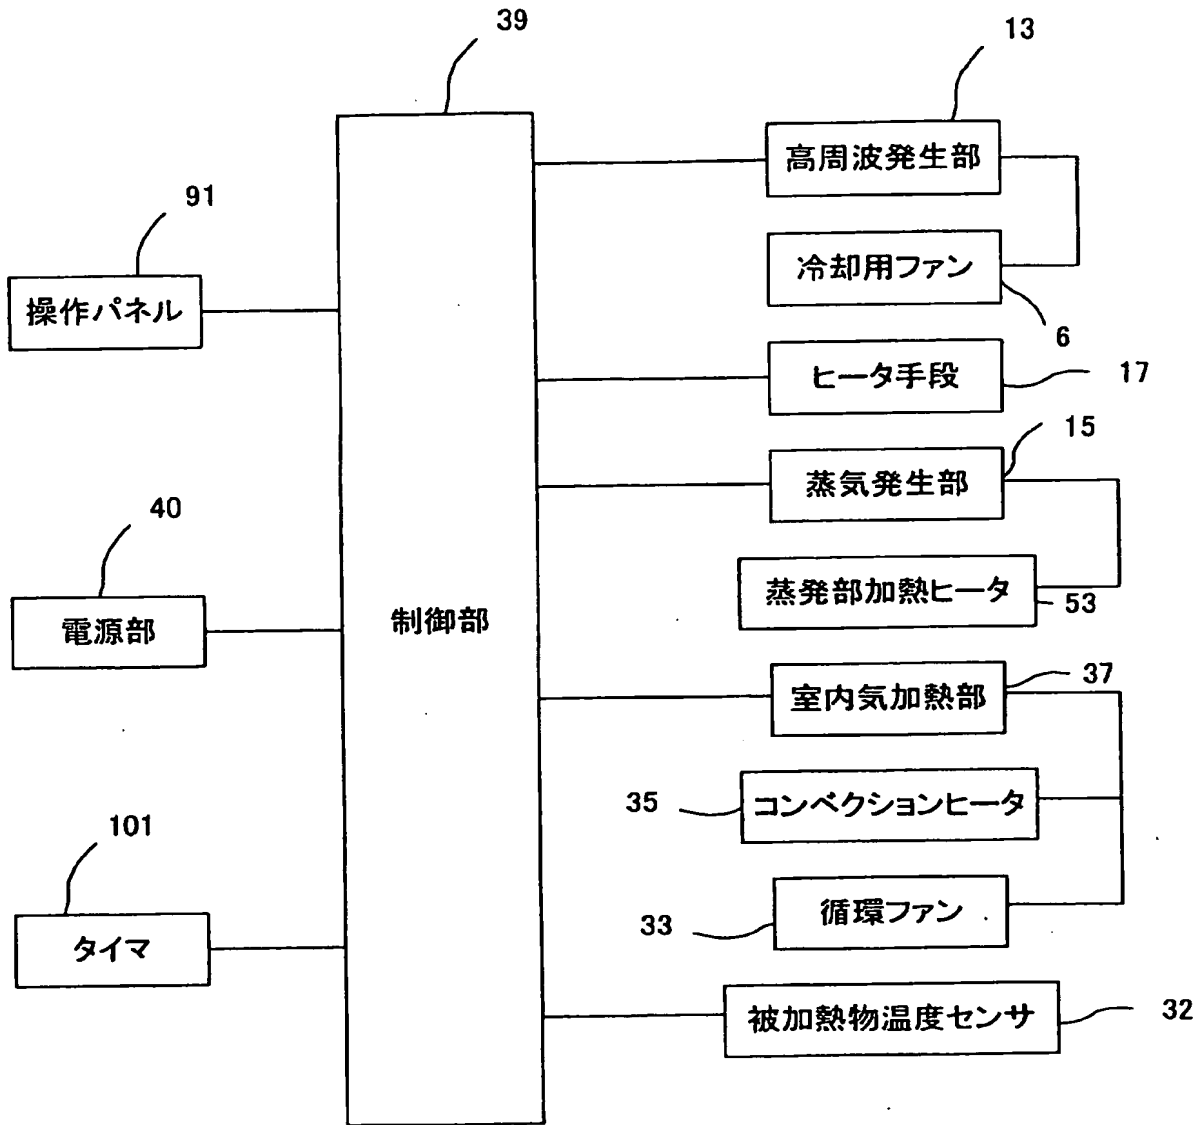 39
13
高周波発生部
91
操作パネル
冷却用ファン
6
ヒータ手段
17
15
蒸気発生部
40
電源部
制御部
蒸発部加熱ヒータ
53
37
室内気加熱部
35
コンベクションヒータ
101
タイマ
33
循環ファン
被加熱物温度センサ
32